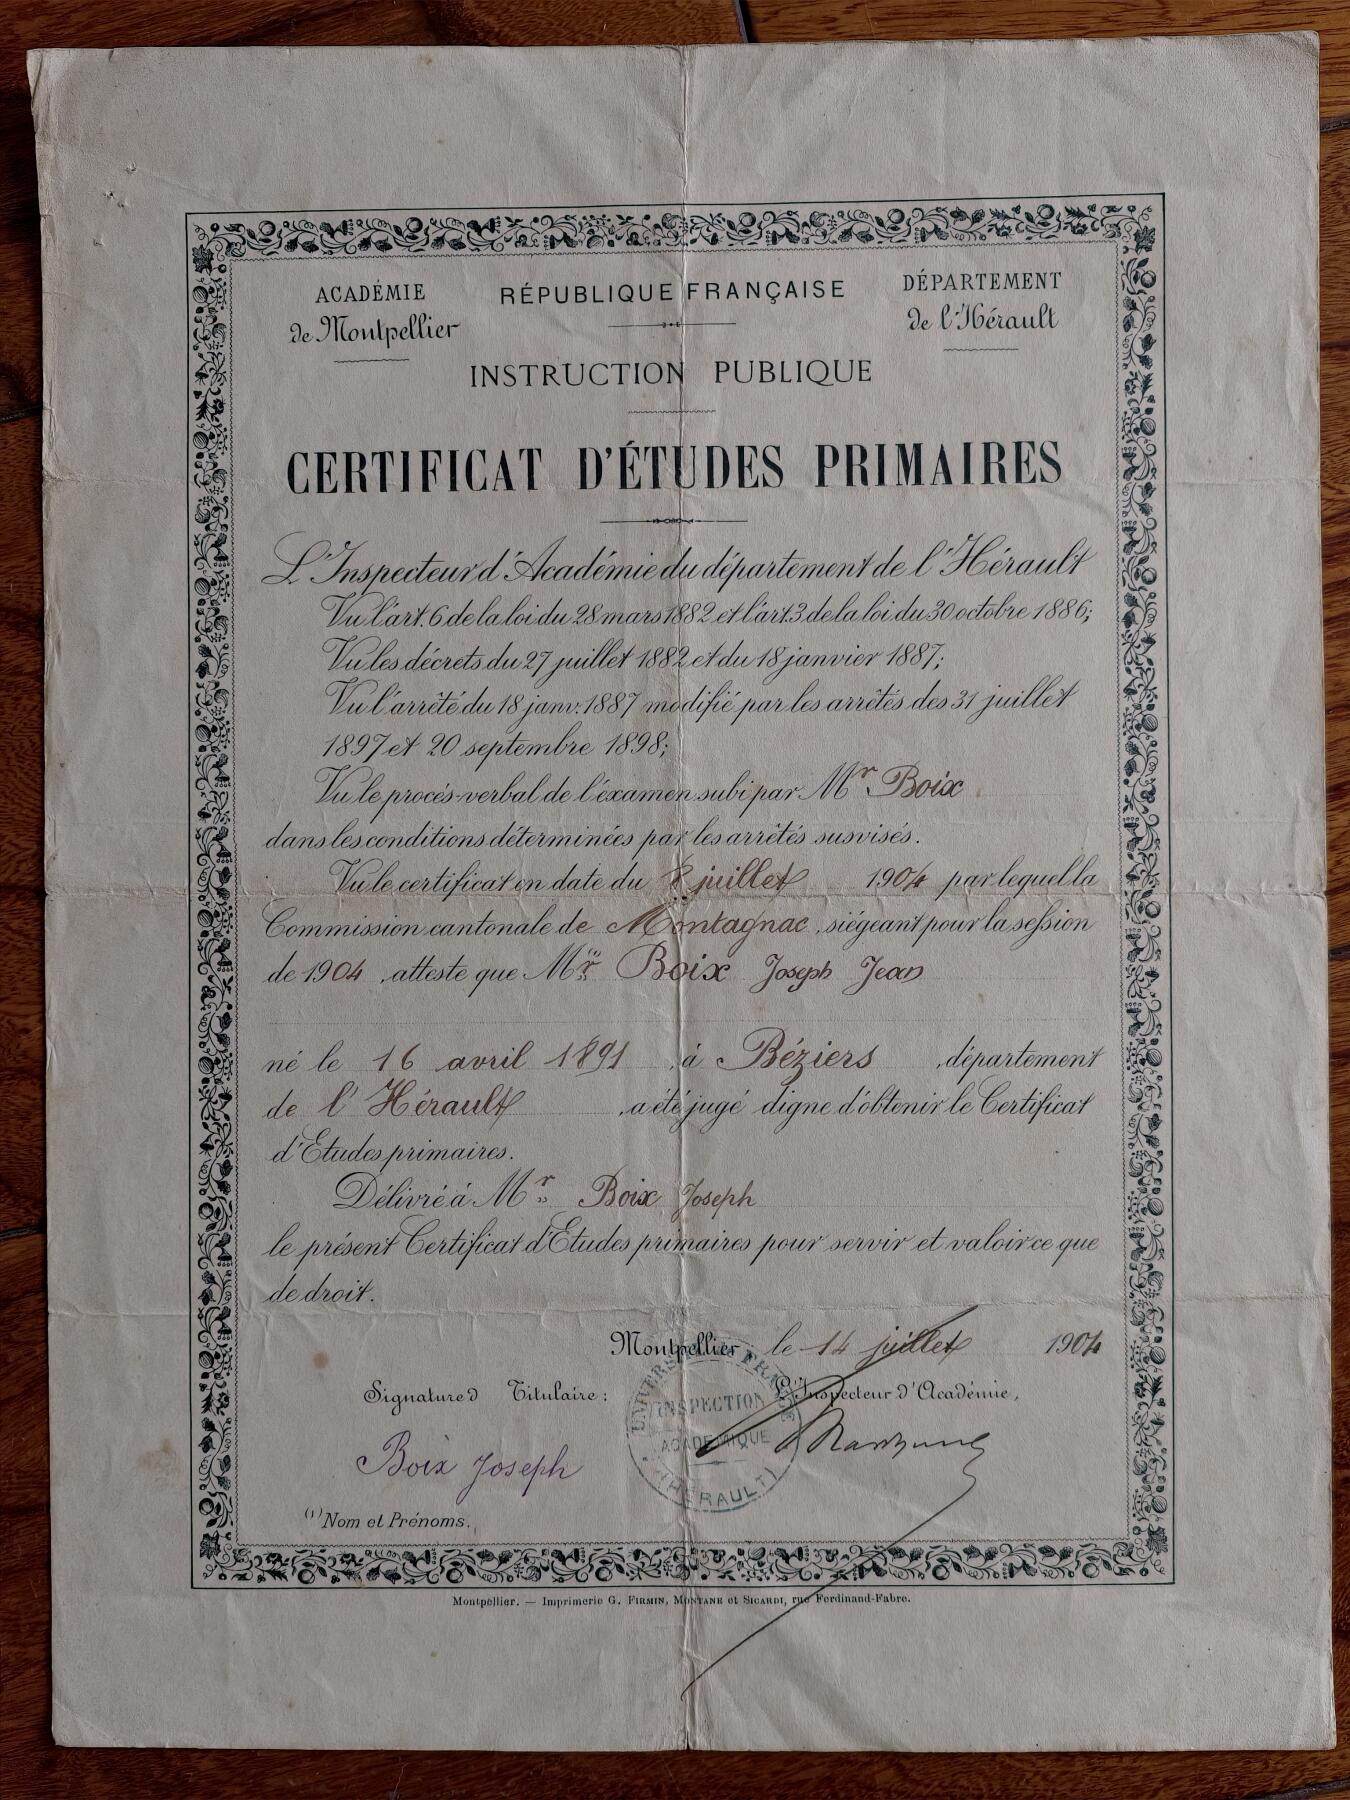 ACADÉMIE
de Montpellier
RÉPUBLIQUE FRANÇAISE
DÉPARTEMENT
de l'Hérault
INSTRUCTION PUBLIQUE
CERTIFICAT D'ÉTUDES PRIMAIRES
L'Inspecteur d'Académie du département de l'Hérault
Vu l'art. 6 de la loi du 28 mars 1882 et l'art. 3 de la loi du 30 octobre 1886;
Vu les décrets du 27 juillet 1882 et du 18 janvier 1887;
Vu l'arrêté du 18 janv. 1887 modifié par les arrêtés des 31 juillet
1897 et 20 septembre 1898;
Vu le procès-verbal de l'éxamen subi par Mr Boix
dans les conditions déterminées par les arrêtés susvisés.
Vu le certificat en date du 8 juillet 1904 par lequel la
Commission cantonale de Montagnac, siégeant pour la session
de 1904, atteste que Mr Boix Joseph Jean
né le 16 avril 1891, à Béziers, département
de l'Hérault, a été jugé digne d'obtenir le Certificat
d'Etudes primaires.
Délivré à Mr Boix Joseph
le présent Certificat d'Etudes primaires pour servir et valoir ce que
de droit.
Montpellier le 14 juillet 1904
Signature d Titulaire:
L'Inspecteur d'Académie,
UNIVERSITÉ DE FRANCE
INSPECTION
ACADÉMIQUE
(HÉRAULT)
Boix Joseph
(1) Nom et Prénoms.
Montpellier. — Imprimerie G. FIRMIN, MONTANE et SICARDI, rue Ferdinand-Fabre.